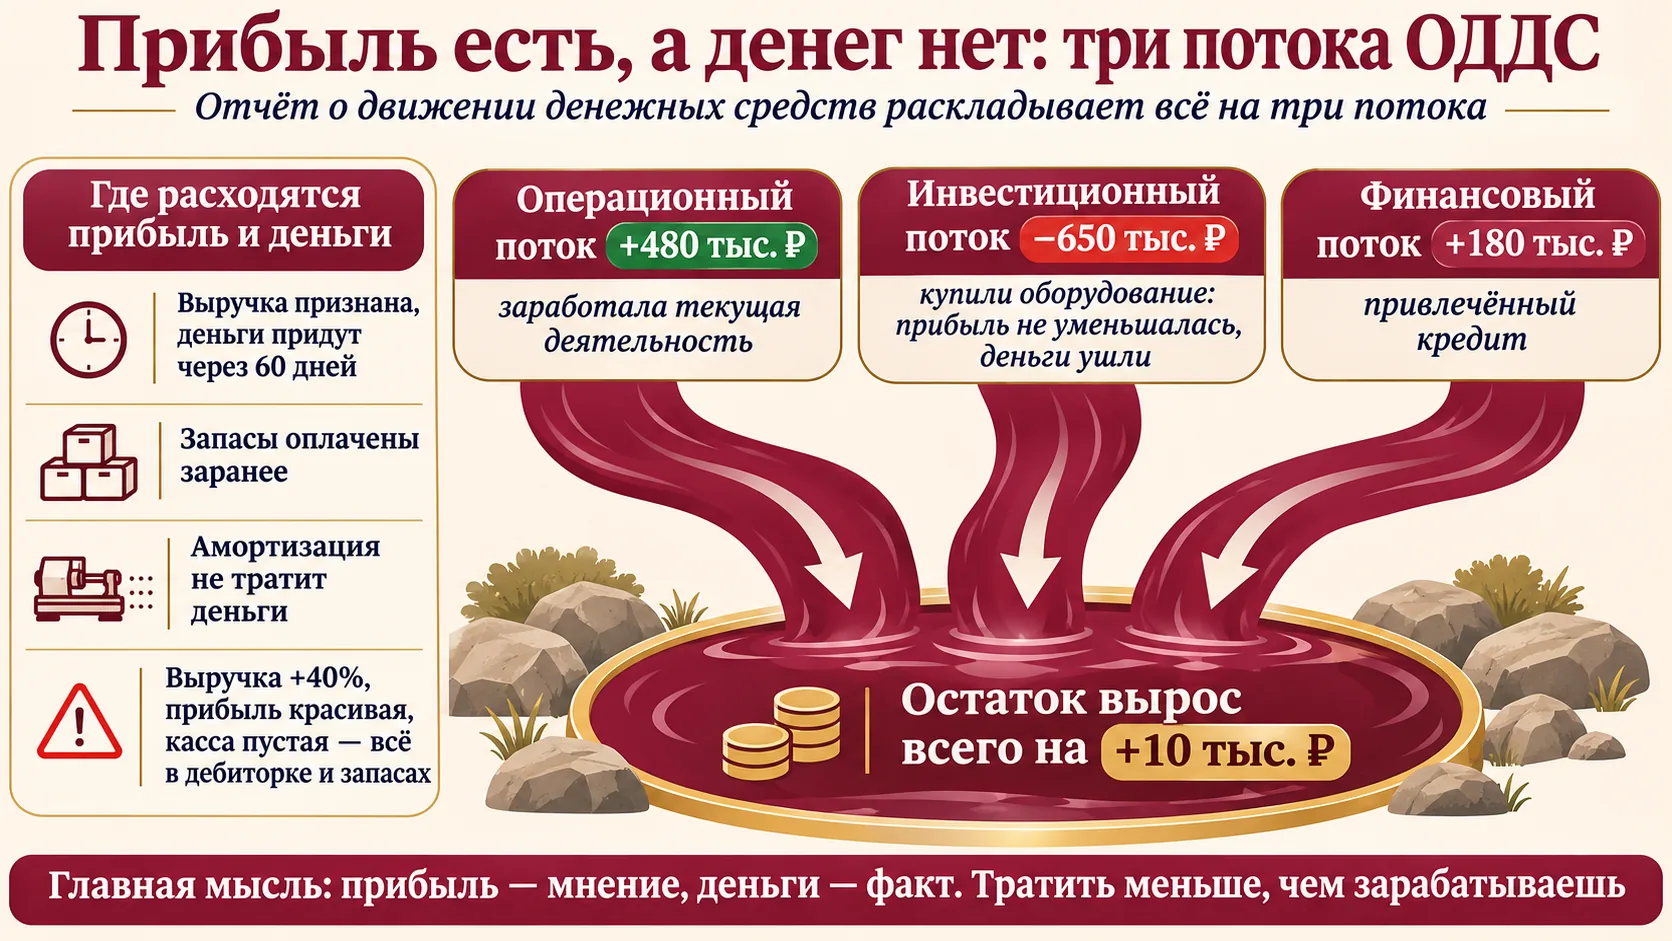 Прибыль есть, а денег нет: три потока ОДДС
Отчёт о движении денежных средств раскладывает всё на три потока
Где расходятся
прибыль и деньги
Выручка признана,
деньги придут
через 60 дней
Запасы оплачены
заранее
Амортизация
не тратит
деньги
Выручка +40%,
прибыль красивая,
касса пустая — всё
в дебиторке и запасах
Операционный
поток +480 тыс. ₽
заработала текущая
деятельность
Инвестиционный
поток −650 тыс. ₽
купили оборудование:
прибыль не уменьшалась,
деньги ушли
Финансовый
поток +180 тыс. ₽
привлечённый
кредит
Остаток вырос
всего на +10 тыс. ₽
Главная мысль: прибыль — мнение, деньги — факт. Тратить меньше, чем зарабатываешь